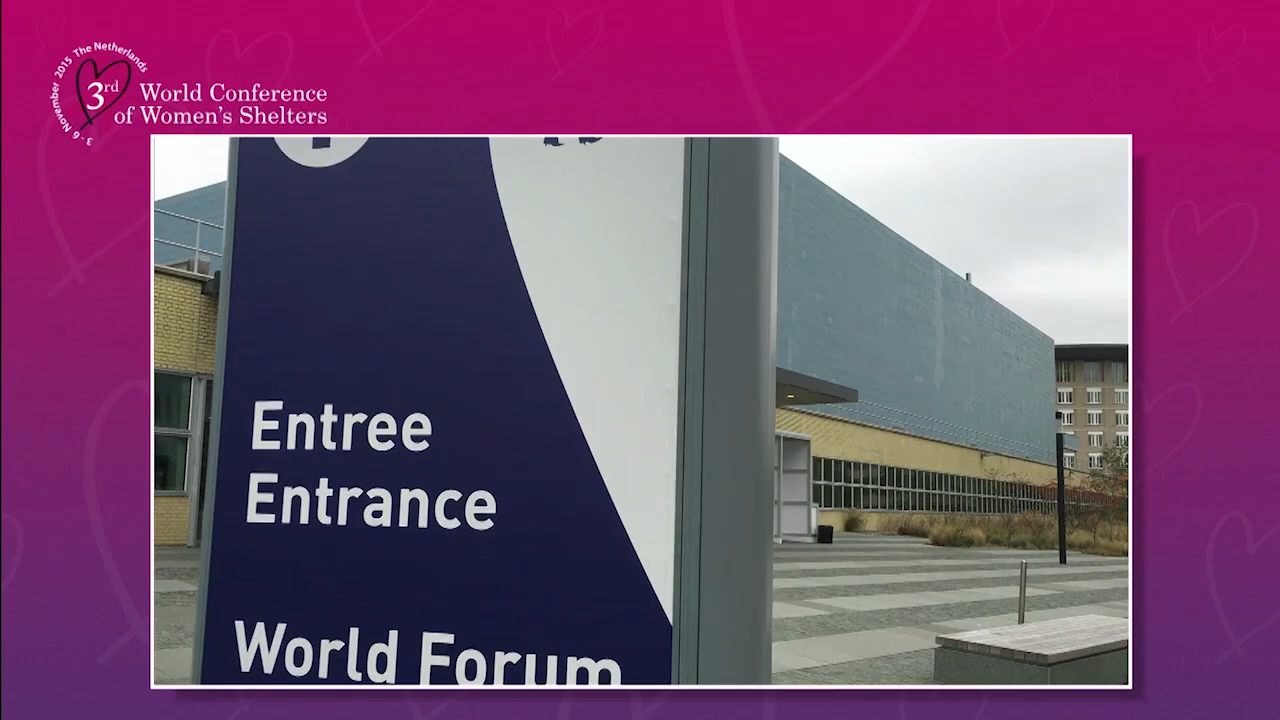 3 - 6 November 2015 The Netherlands
3rd World Conference
of Women's Shelters
Entree
Entrance
World Forum